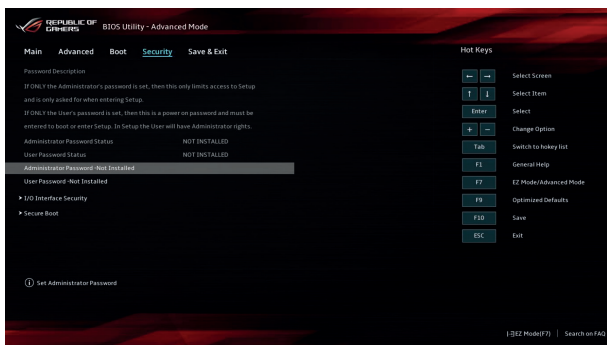 REPUBLIC OF
GAMERS
BIOS Utility - Advanced Mode
Main Advanced Boot Security Save & Exit
Hot Keys
Password Description
If ONLY the Administrator's password is set, then this only limits access to Setup
and is only asked for when entering Setup.
If ONLY the User's password is set, then this is a power on password and must be
entered to boot or enter Setup. In Setup the User will have Administrator rights.
Administrator Password Status NOT INSTALLED
User Password Status NOT INSTALLED
Administrator Password -Not Installed
User Password -Not Installed
> I/O Interface Security
> Secure Boot
← → Select Screen
↑ ↓ Select Item
Enter Select
+ − Change Option
Tab Switch to hokey list
F1 General Help
F7 EZ Mode/Advanced Mode
F9 Optimized Defaults
F10 Save
ESC Exit
i Set Administrator Password
EZ Mode(F7) | Search on FAQ